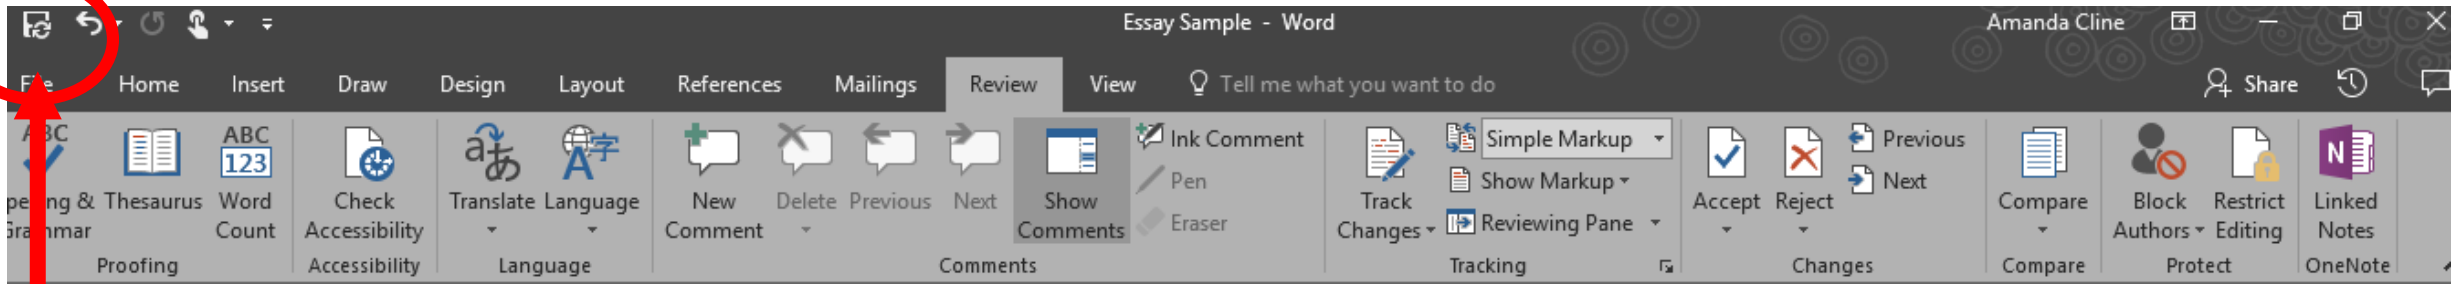 Essay Sample - Word Amanda Cline
Home Insert Draw Design Layout References Mailings Review View Tell me what you want to do Share
ABC ABC
123
Simple Markup
Ink Comment Previous
Pen Show Markup Next
& Thesaurus Word Check Translate Language New Delete Previous Next Show Track Accept Reject Compare Block Restrict Linked
Count Accessibility Comment Comments Eraser Changes Reviewing Pane Authors Editing Notes
Proofing Accessibility Language Comments Tracking Changes Compare Protect OneNote